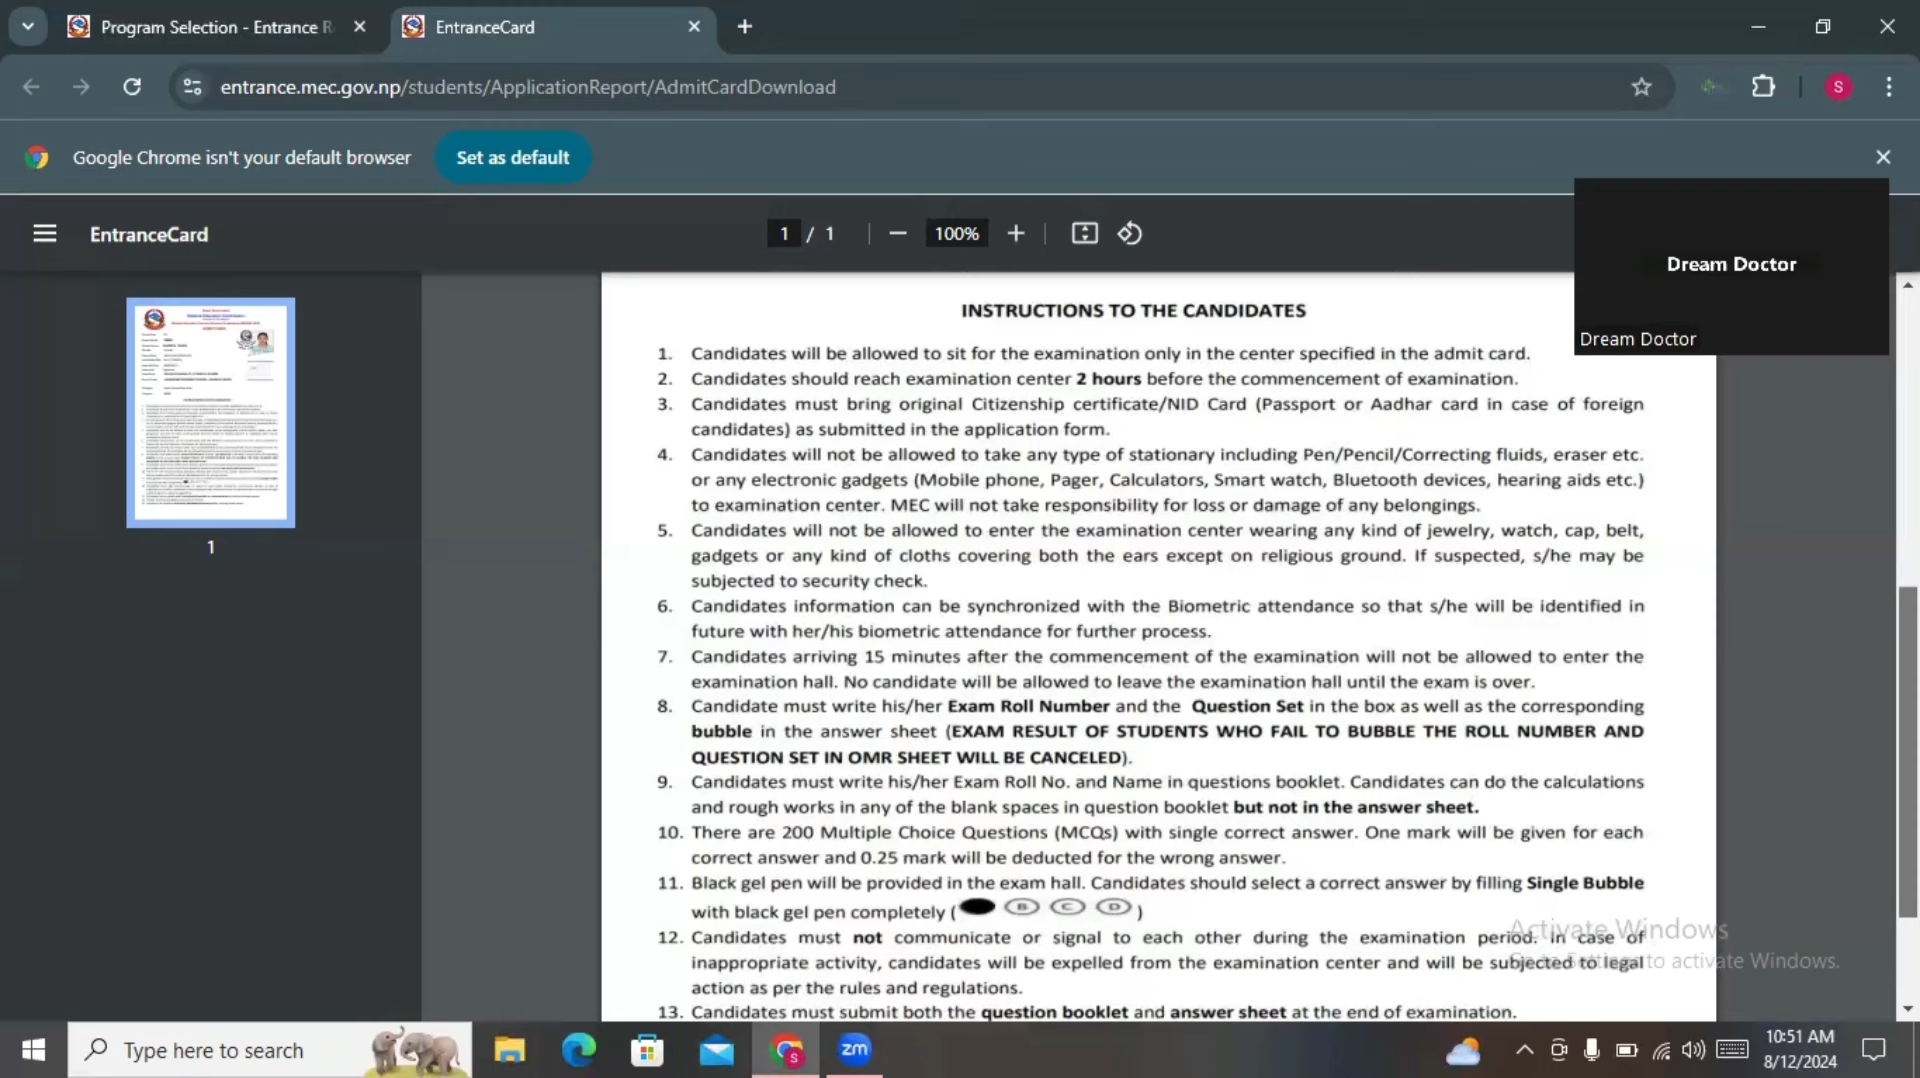 Program Selection - Entrance R
EntranceCard
entrance.mec.gov.np/students/ApplicationReport/AdmitCardDownload
S
Google Chrome isn't your default browser
Set as default
EntranceCard
1 / 1
100%
Dream Doctor
Dream Doctor
1
INSTRUCTIONS TO THE CANDIDATES
1. Candidates will be allowed to sit for the examination only in the center specified in the admit card.
2. Candidates should reach examination center 2 hours before the commencement of examination.
3. Candidates must bring original Citizenship certificate/NID Card (Passport or Aadhar card in case of foreign
candidates) as submitted in the application form.
4. Candidates will not be allowed to take any type of stationary including Pen/Pencil/Correcting fluids, eraser etc.
or any electronic gadgets (Mobile phone, Pager, Calculators, Smart watch, Bluetooth devices, hearing aids etc.)
to examination center. MEC will not take responsibility for loss or damage of any belongings.
5. Candidates will not be allowed to enter the examination center wearing any kind of jewelry, watch, cap, belt,
gadgets or any kind of cloths covering both the ears except on religious ground. If suspected, s/he may be
subjected to security check.
6. Candidates information can be synchronized with the Biometric attendance so that s/he will be identified in
future with her/his biometric attendance for further process.
7. Candidates arriving 15 minutes after the commencement of the examination will not be allowed to enter the
examination hall. No candidate will be allowed to leave the examination hall until the exam is over.
8. Candidate must write his/her Exam Roll Number and the Question Set in the box as well as the corresponding
bubble in the answer sheet (EXAM RESULT OF STUDENTS WHO FAIL TO BUBBLE THE ROLL NUMBER AND
QUESTION SET IN OMR SHEET WILL BE CANCELED).
9. Candidates must write his/her Exam Roll No. and Name in questions booklet. Candidates can do the calculations
and rough works in any of the blank spaces in question booklet but not in the answer sheet.
10. There are 200 Multiple Choice Questions (MCQs) with single correct answer. One mark will be given for each
correct answer and 0.25 mark will be deducted for the wrong answer.
11. Black gel pen will be provided in the exam hall. Candidates should select a correct answer by filling Single Bubble
with black gel pen completely ( B C D )
12. Candidates must not communicate or signal to each other during the examination period. In case of
inappropriate activity, candidates will be expelled from the examination center and will be subjected to legal
action as per the rules and regulations.
13. Candidates must submit both the question booklet and answer sheet at the end of examination.
Activate Windows
Go to Settings to activate Windows.
Type here to search
S
zm
10:51 AM
8/12/2024